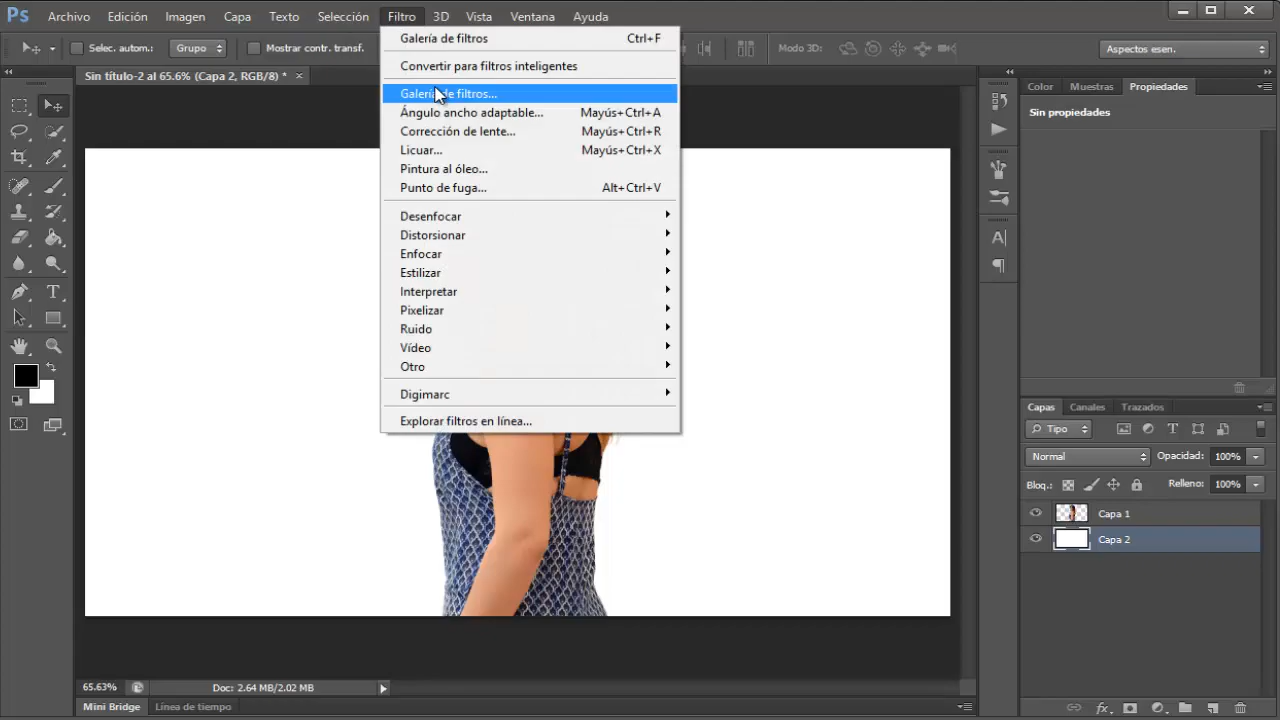 Ps Archivo Edición Imagen Capa Texto Selección Filtro 3D Vista Ventana Ayuda
Selec. autom.: Grupo Mostrar contr. transf. Modo 3D: Aspectos esen.
Sin título-2 al 65.6% (Capa 2, RGB/8) * ×
Galería de filtros Ctrl+F
Convertir para filtros inteligentes
Galería de filtros...
Ángulo ancho adaptable... Mayús+Ctrl+A
Corrección de lente... Mayús+Ctrl+R
Licuar... Mayús+Ctrl+X
Pintura al óleo...
Punto de fuga... Alt+Ctrl+V
Desenfocar
Distorsionar
Enfocar
Estilizar
Interpretar
Pixelizar
Ruido
Vídeo
Otro
Digimarc
Explorar filtros en línea...
Color Muestras Propiedades
Sin propiedades
Capas Canales Trazados
Tipo
Normal Opacidad: 100%
Bloq.: Relleno: 100%
Capa 1
Capa 2
65.63% Doc: 2.64 MB/2.02 MB
Mini Bridge Línea de tiempo